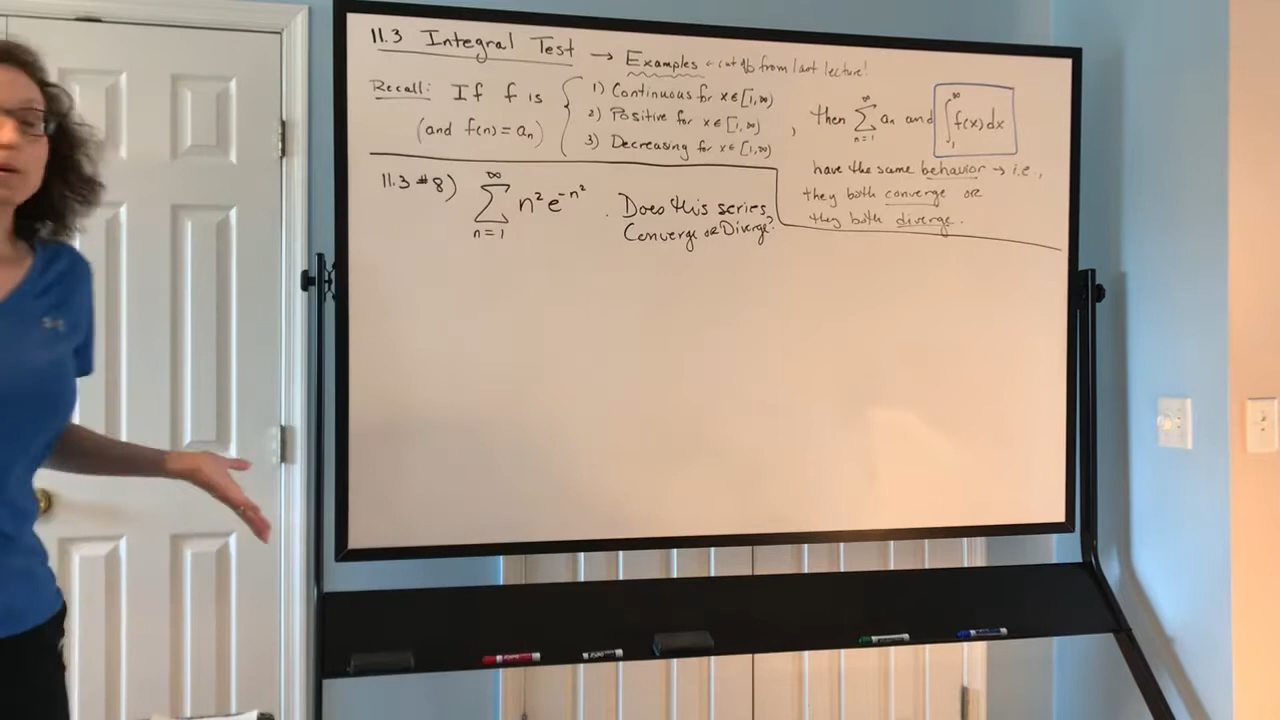 11.3 Integral Test → Examples ← cut off from last lecture!
Recall: If f is
(and f(n) = aₙ)
1) Continuous for x ∈ [1, ∞)
2) Positive for x ∈ [1, ∞)
3) Decreasing for x ∈ [1, ∞)
, then ∑_{n=1}^{∞} aₙ and ∫_1^∞ f(x) dx
have the same behavior → i.e.,
they both converge or
they both diverge.
11.3 #8) ∑_{n=1}^{∞} n² e^{-n²} . Does this series
Converge or Diverge?